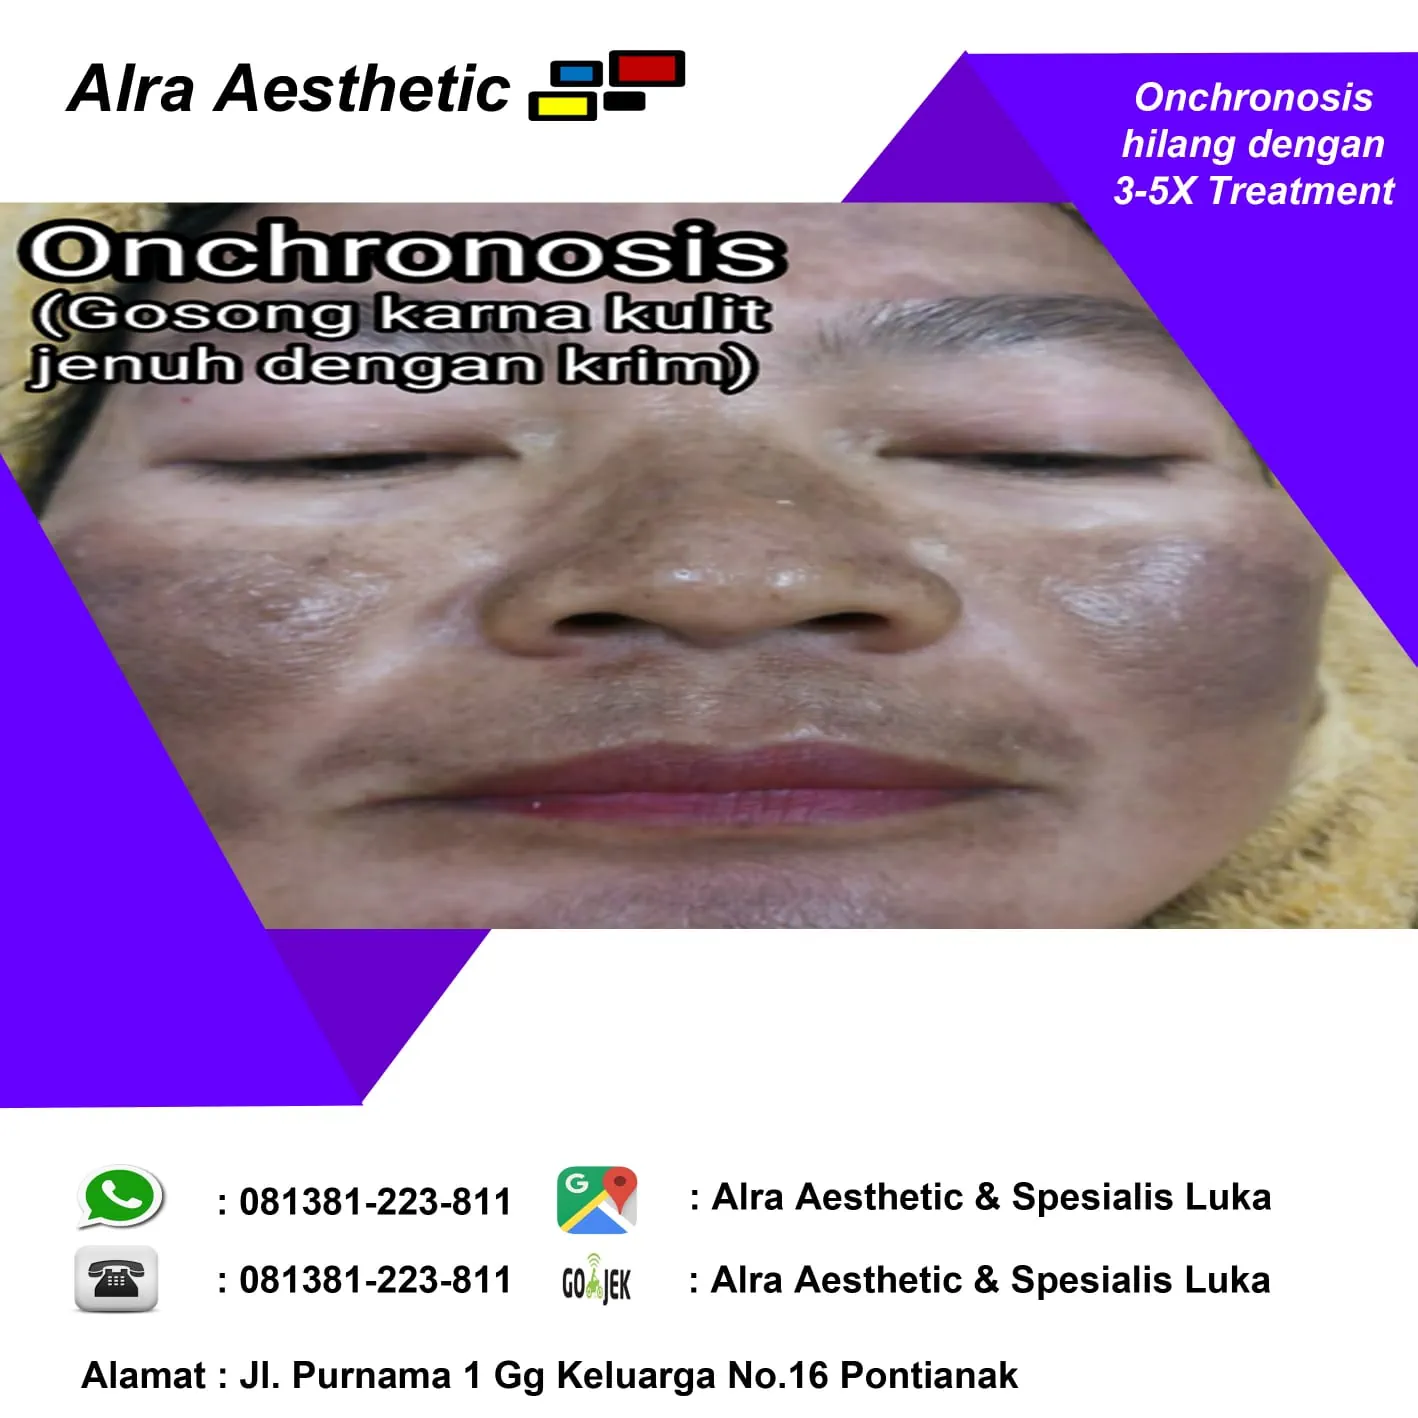 Alra Aesthetic
Onchronosis
hilang dengan
3-5X Treatment
Onchronosis
(Gosong karna kulit
jenuh dengan krim)
: 081381-223-811
G
: Alra Aesthetic & Spesialis Luka
: 081381-223-811
GO-JEK
: Alra Aesthetic & Spesialis Luka
Alamat : Jl. Purnama 1 Gg Keluarga No.16 Pontianak